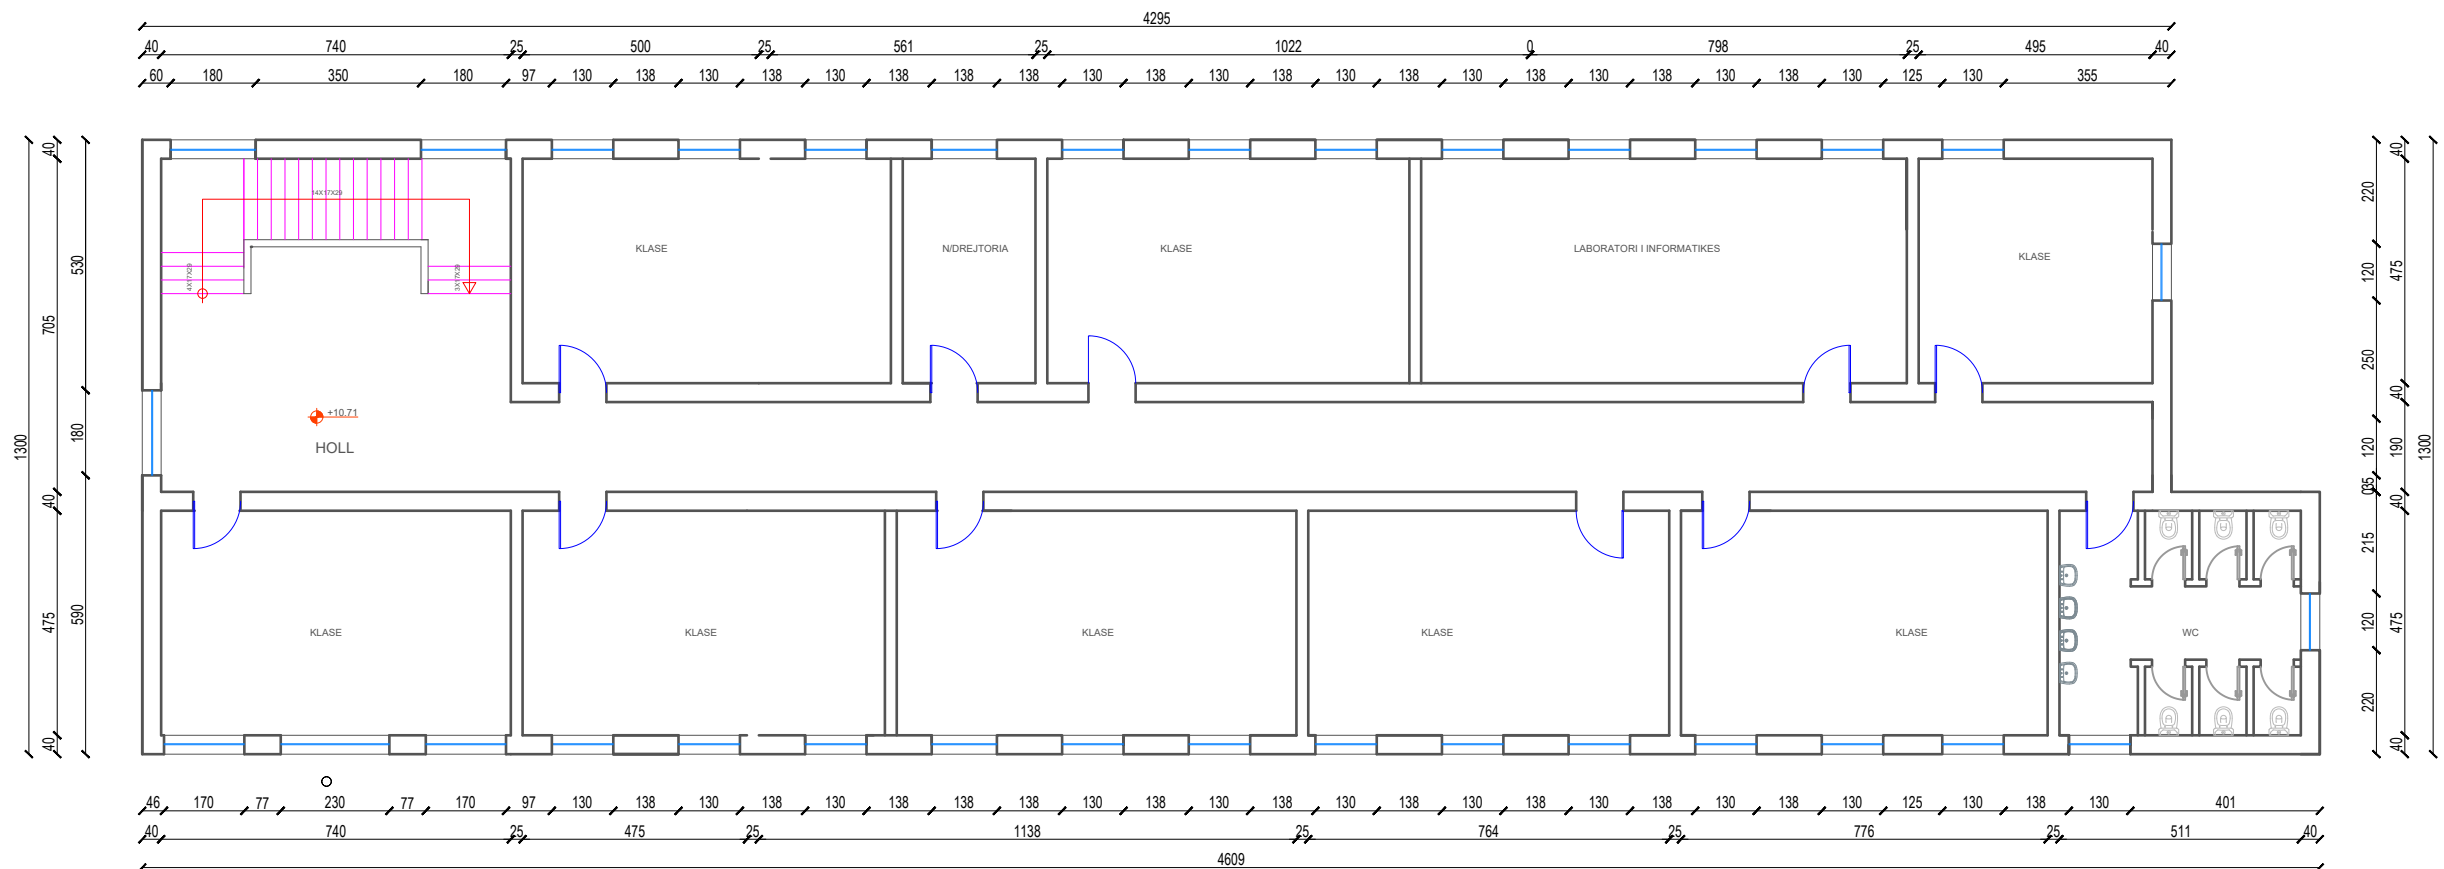 4295
40 740 25 500 25 561 25 1022 0 798 25 495 40
60 180 350 180 97 130 138 130 138 130 138 138 138 130 138 130 138 130 138 130 138 130 138 130 138 130 125 130 355
14X17X29
4X17X29
3X17X29
KLASE
N/DREJTORIA
KLASE
LABORATORI I INFORMATIKES
KLASE
+10.71
HOLL
KLASE
KLASE
KLASE
KLASE
KLASE
WC
1300
40 705 40 475 40
530 180 590
220 120 250 120 35 0 215 120 220
40 475 40 190 40 475 40
1300
46 170 77 230 77 170 97 130 138 130 138 130 138 138 138 130 138 130 138 130 138 130 138 130 138 130 125 130 138 130 401
40 740 25 475 25 1138 25 764 25 776 25 511 40
4609